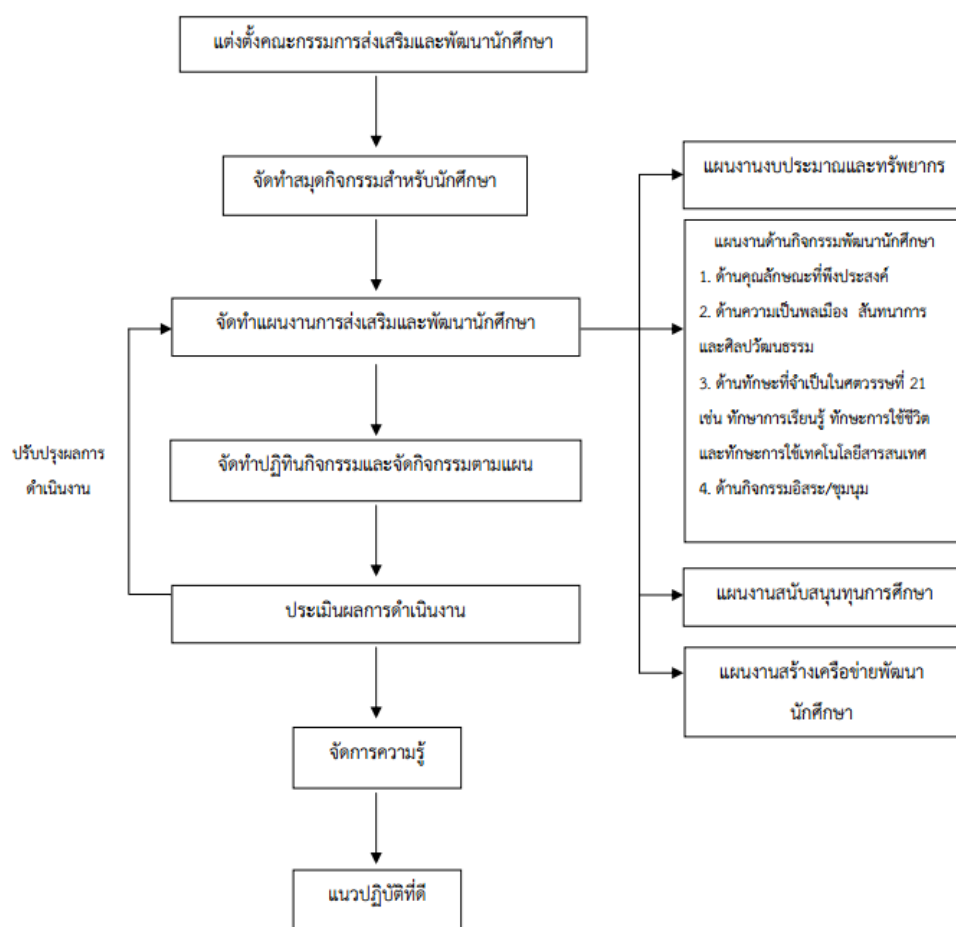 แต่งตั้งคณะกรรมการส่งเสริมและพัฒนานักศึกษา
จัดทำสมุดกิจกรรมสำหรับนักศึกษา
จัดทำแผนงานการส่งเสริมและพัฒนานักศึกษา
จัดทำปฏิทินกิจกรรมและจัดกิจกรรมตามแผน
ประเมินผลการดำเนินงาน
จัดการความรู้
แนวปฏิบัติที่ดี
ปรับปรุงผลการ
ดำเนินงาน
แผนงานงบประมาณและทรัพยากร
แผนงานด้านกิจกรรมพัฒนานักศึกษา
1. ด้านคุณลักษณะที่พึงประสงค์
2. ด้านความเป็นพลเมือง สันทนาการ
และศิลปวัฒนธรรม
3. ด้านทักษะที่จำเป็นในศตวรรษที่ 21
เช่น ทักษาการเรียนรู้ ทักษะการใช้ชีวิต
และทักษะการใช้เทคโนโลยีสารสนเทศ
4. ด้านกิจกรรมอิสระ/ชุมนุม
แผนงานสนับสนุนทุนการศึกษา
แผนงานสร้างเครือข่ายพัฒนา
นักศึกษา